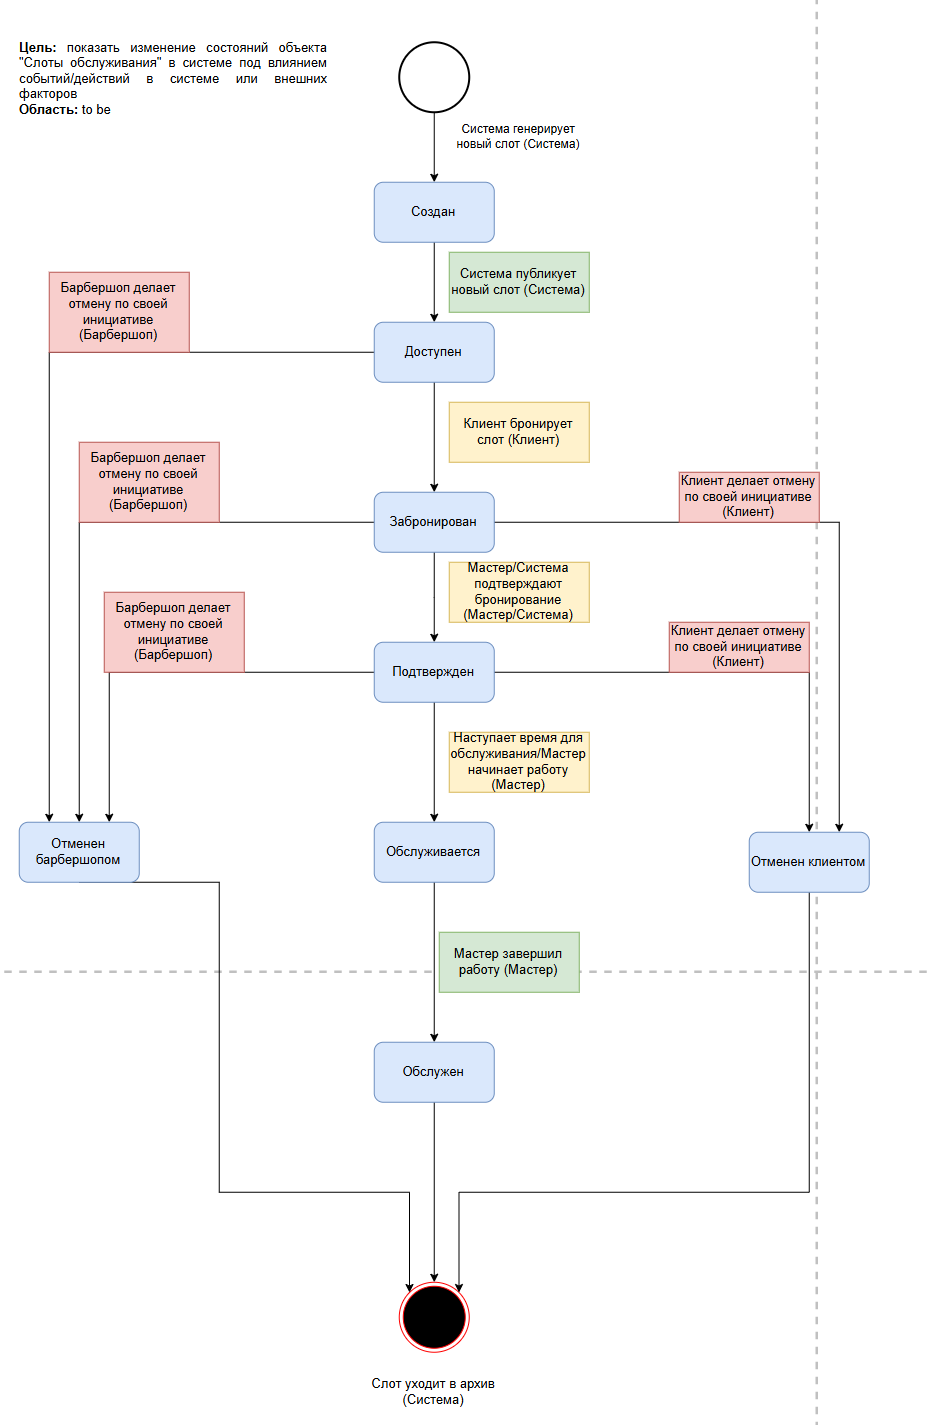 Цель: показать изменение состояний объекта
"Слоты обслуживания" в системе под влиянием
событий/действий в системе или внешних
факторов
Область: to be
Система генерирует
новый слот (Система)
Создан
Система публикует
новый слот (Система)
Барбершоп делает
отмену по своей
инициативе
(Барбершоп)
Доступен
Клиент бронирует
слот (Клиент)
Барбершоп делает
отмену по своей
инициативе
(Барбершоп)
Клиент делает отмену
по своей инициативе
(Клиент)
Забронирован
Мастер/Система
подтверждают
бронирование
(Мастер/Система)
Барбершоп делает
отмену по своей
инициативе
(Барбершоп)
Клиент делает отмену
по своей инициативе
(Клиент)
Подтвержден
Наступает время для
обслуживания/Мастер
начинает работу
(Мастер)
Отменен
барбершопом
Обслуживается
Отменен клиентом
Мастер завершил
работу (Мастер)
Обслужен
Слот уходит в архив
(Система)